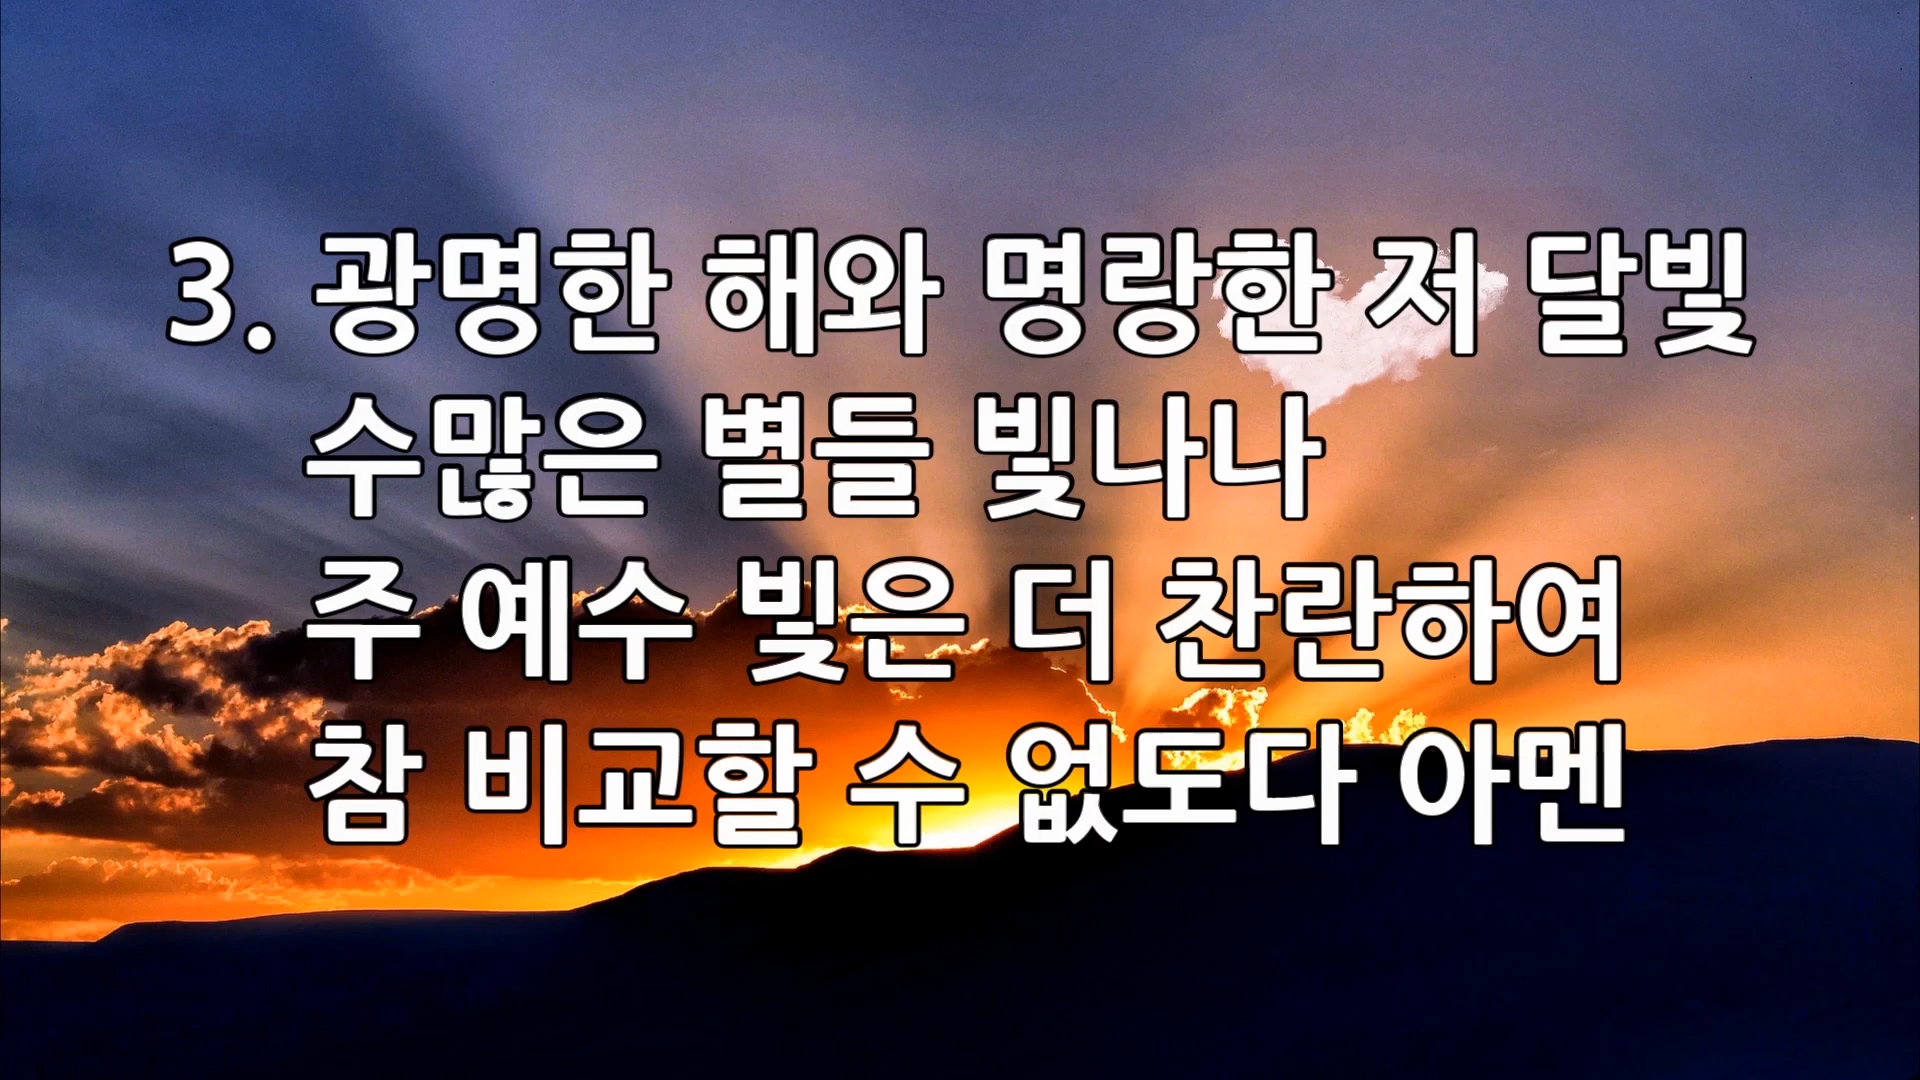 3. 광명한 해와 명랑한 저 달빛
수많은 별들 빛나나
주 예수 빛은 더 찬란하여
참 비교할 수 없도다 아멘